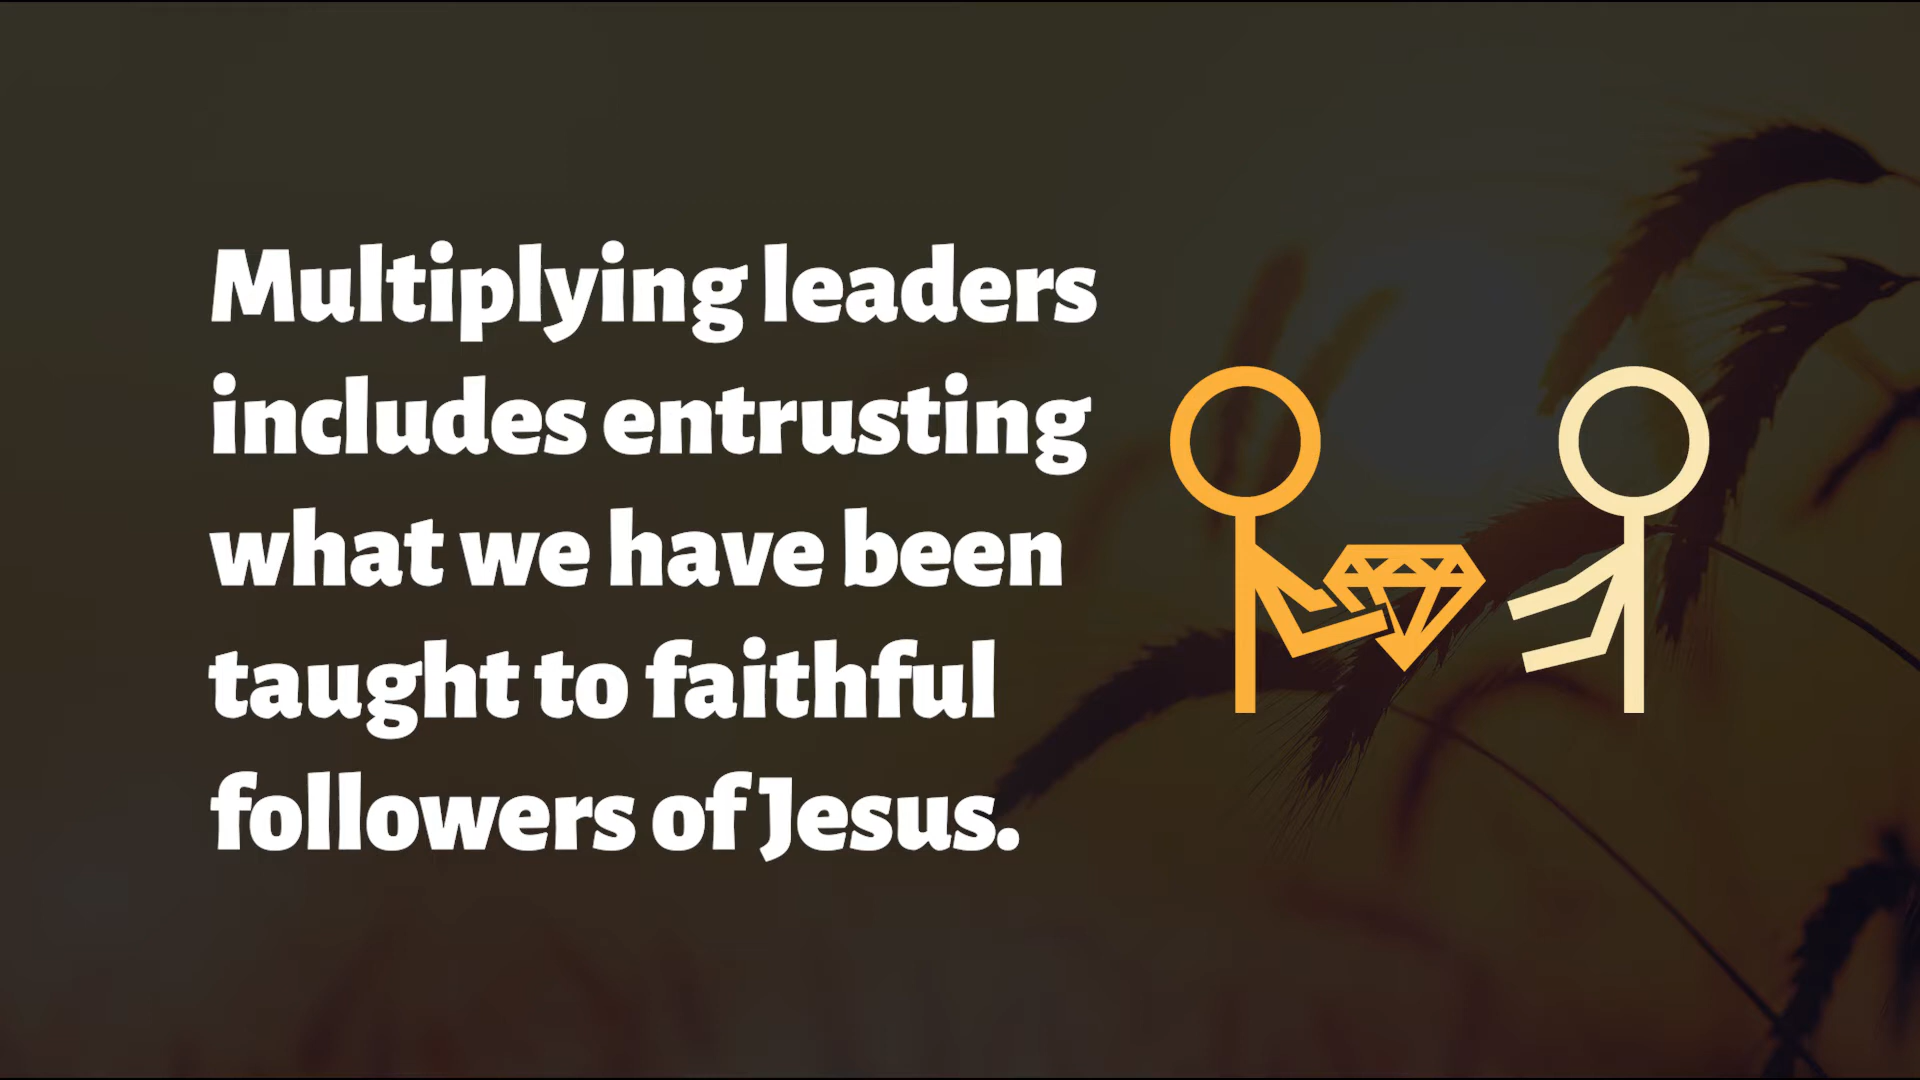 Multiplying leaders
includes entrusting
what we have been
taught to faithful
followers of Jesus.